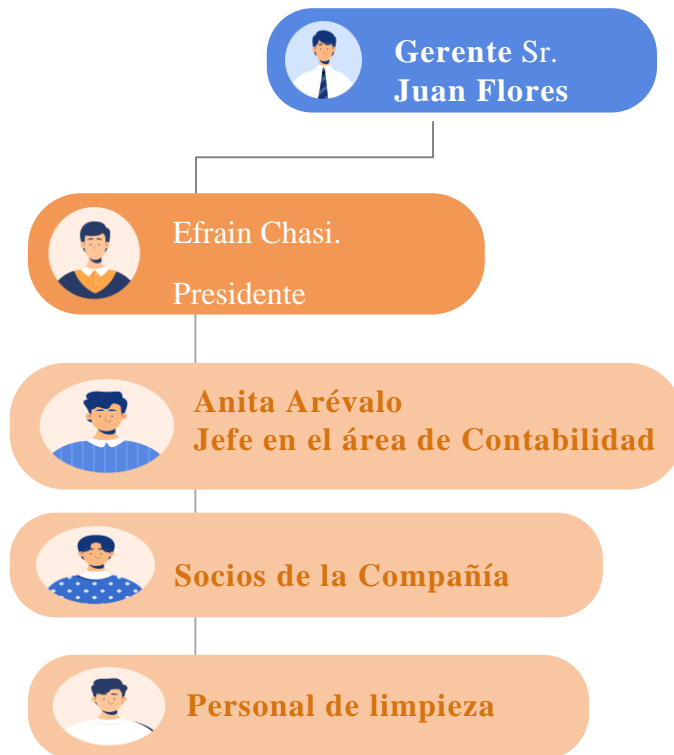 Gerente Sr.
Juan Flores
Efrain Chasi.
Presidente
Anita Arévalo
Jefe en el área de Contabilidad
Socios de la Compañía
Personal de limpieza